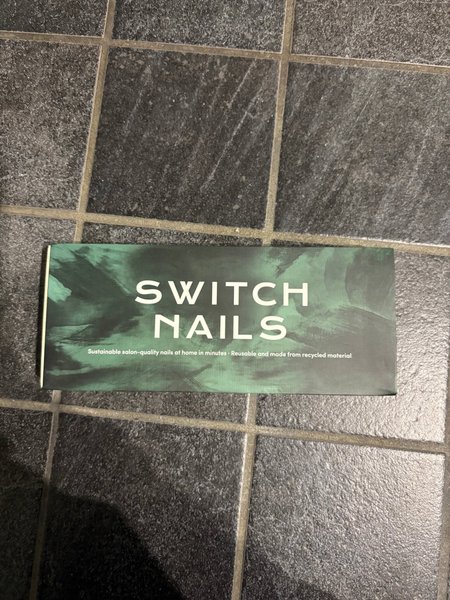 SWITCH
NAILS
Sustainable salon-quality nails at home in minutes · Reusable and made from recycled material